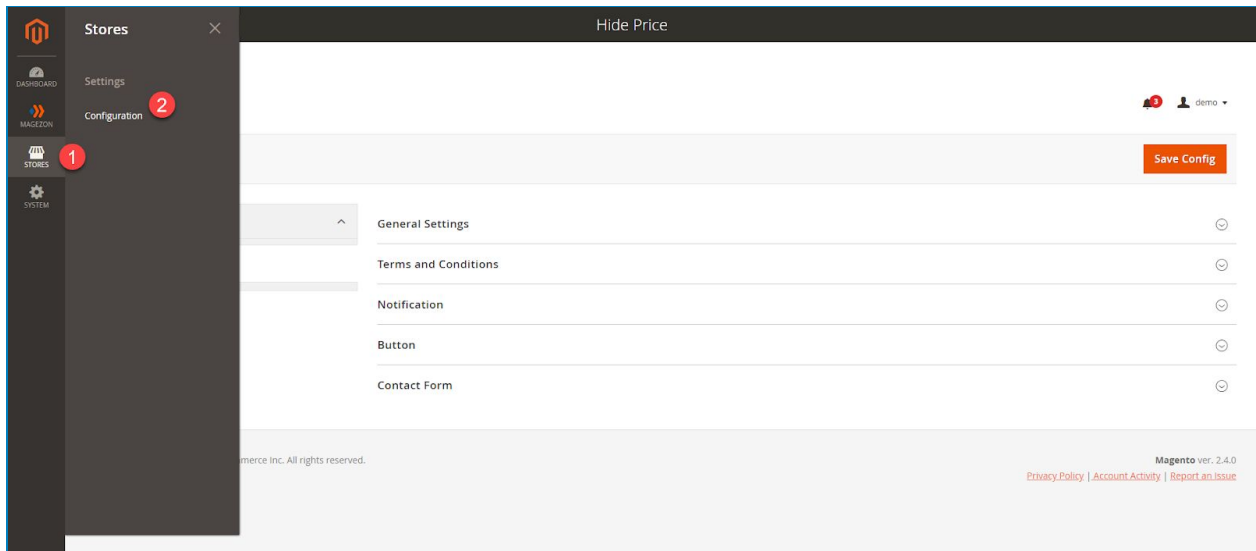 Hide Price
Stores
DASHBOARD
Settings
Configuration
2
MAGEZON
STORES
1
SYSTEM
3
demo
Save Config
General Settings
Terms and Conditions
Notification
Button
Contact Form
merce Inc. All rights reserved.
Magento ver. 2.4.0
Privacy Policy | Account Activity | Report an Issue